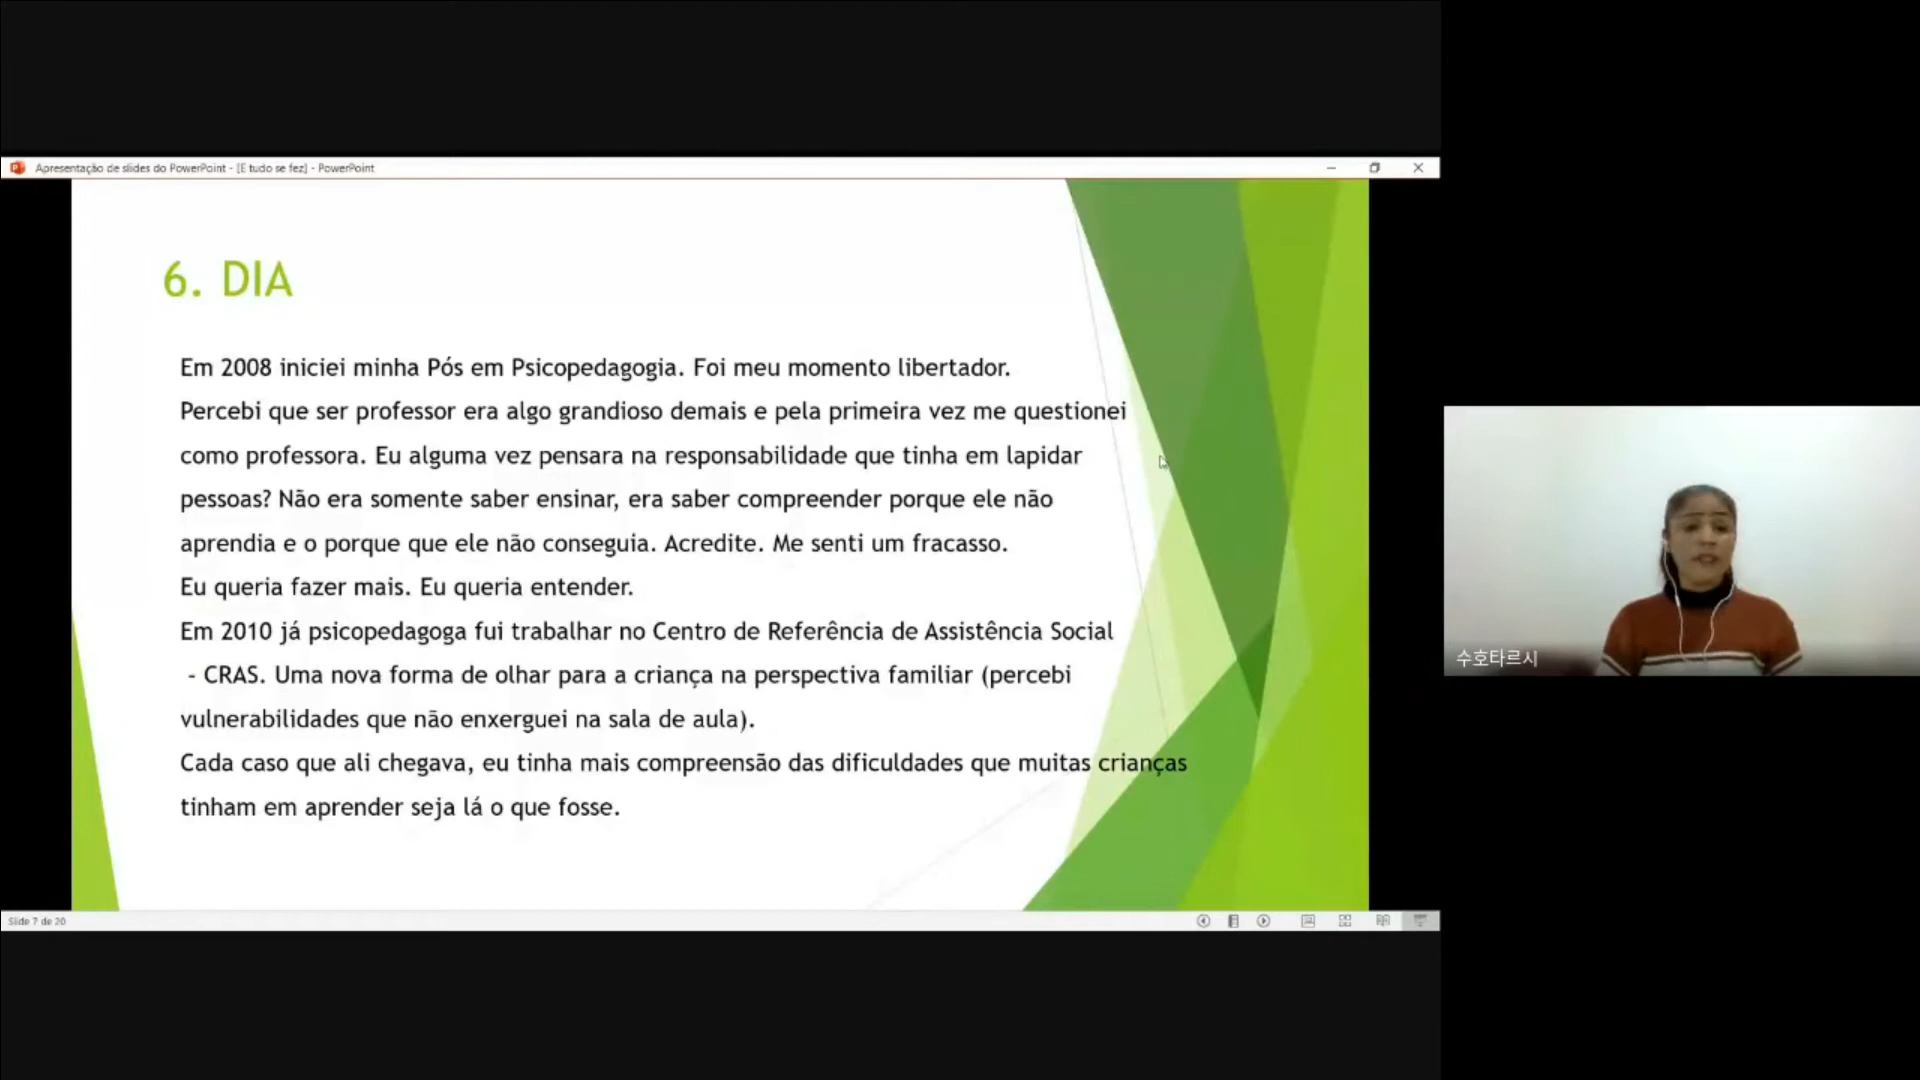 Apresentação de slides do PowerPoint - [E tudo se fez] - PowerPoint
6. DIA
Em 2008 iniciei minha Pós em Psicopedagogia. Foi meu momento libertador.
Percebi que ser professor era algo grandioso demais e pela primeira vez me questionei
como professora. Eu alguma vez pensara na responsabilidade que tinha em lapidar
pessoas? Não era somente saber ensinar, era saber compreender porque ele não
aprendia e o porque que ele não conseguia. Acredite. Me senti um fracasso.
Eu queria fazer mais. Eu queria entender.
Em 2010 já psicopedagoga fui trabalhar no Centro de Referência de Assistência Social
- CRAS. Uma nova forma de olhar para a criança na perspectiva familiar (percebi
vulnerabilidades que não enxerguei na sala de aula).
Cada caso que ali chegava, eu tinha mais compreensão das dificuldades que muitas crianças
tinham em aprender seja lá o que fosse.
Slide 7 de 20
수호타르시